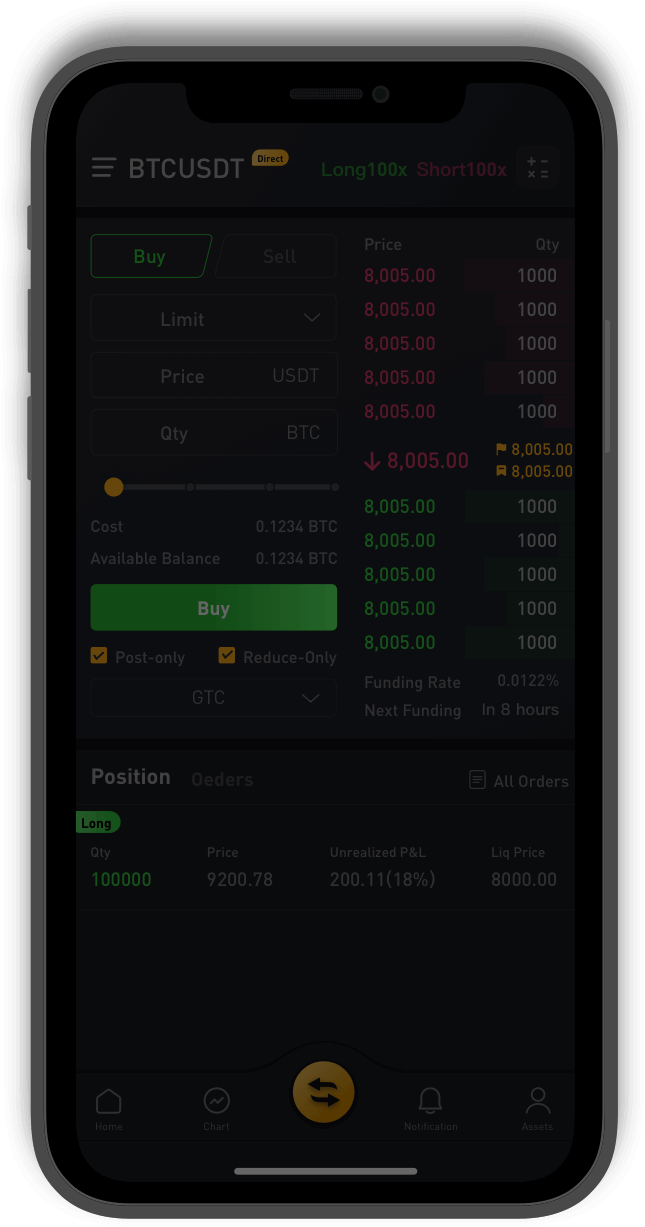 BTCUSDT Direct Long100x Short100x
Buy Sell
Limit
Price USDT
Qty BTC
Cost 0.1234 BTC
Available Balance 0.1234 BTC
Buy
Post-only Reduce-Only
GTC
Price Qty
8,005.00 1000
8,005.00 1000
8,005.00 1000
8,005.00 1000
8,005.00 1000
8,005.00 8,005.00
8,005.00
8,005.00 1000
8,005.00 1000
8,005.00 1000
8,005.00 1000
8,005.00 1000
Funding Rate 0.0122%
Next Funding In 8 hours
Position Oeders All Orders
Long
Qty Price Unrealized P&L Liq Price
100000 9200.78 200.11(18%) 8000.00
Home Chart Notification Assets